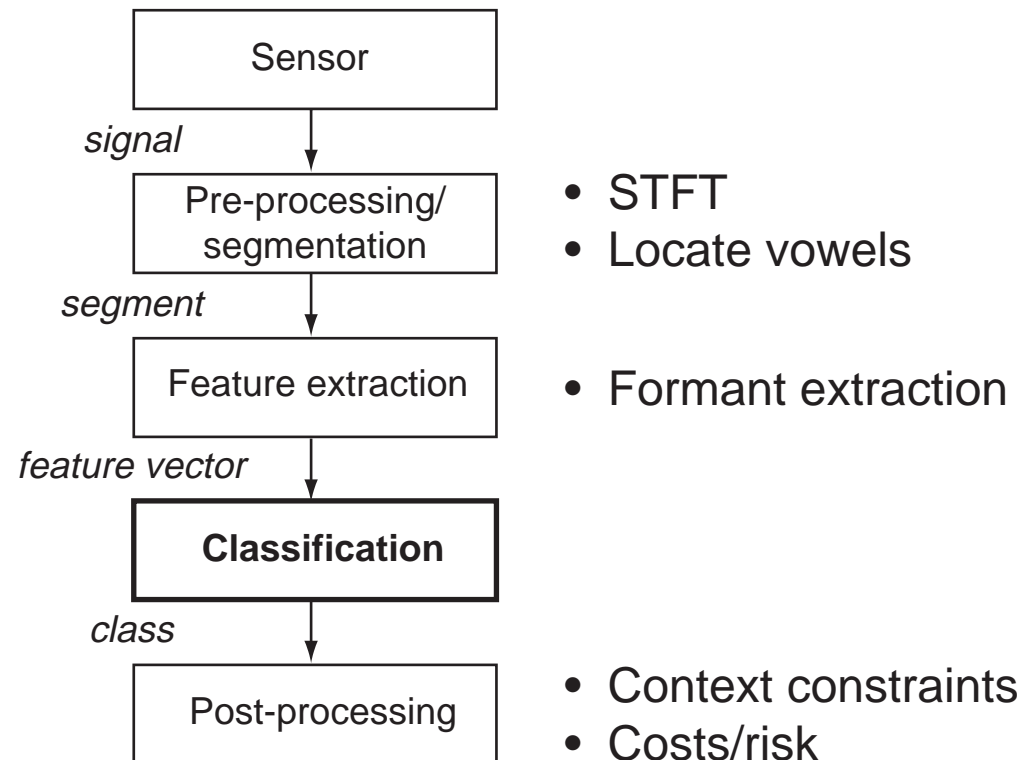 Sensor
signal
Pre-processing/
segmentation
• STFT
• Locate vowels
segment
Feature extraction
• Formant extraction
feature vector
Classification
class
Post-processing
• Context constraints
• Costs/risk